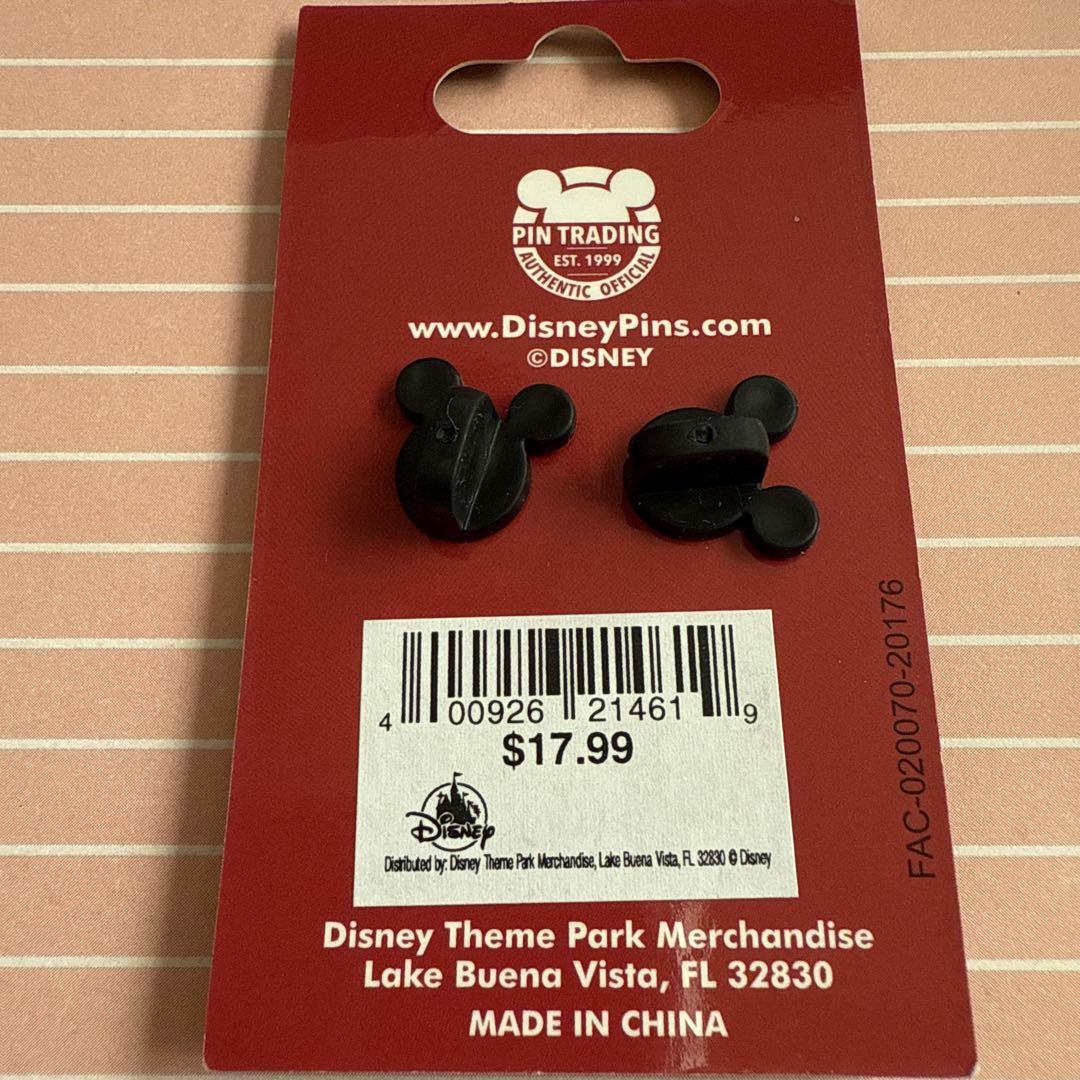 PIN TRADING
EST. 1999
AUTHENTIC OFFICIAL
www.DisneyPins.com
©DISNEY
4 00926 21461 9
$17.99
Disney
Distributed by: Disney Theme Park Merchandise, Lake Buena Vista, FL 32830 © Disney
FAC-020070-20176
Disney Theme Park Merchandise
Lake Buena Vista, FL 32830
MADE IN CHINA